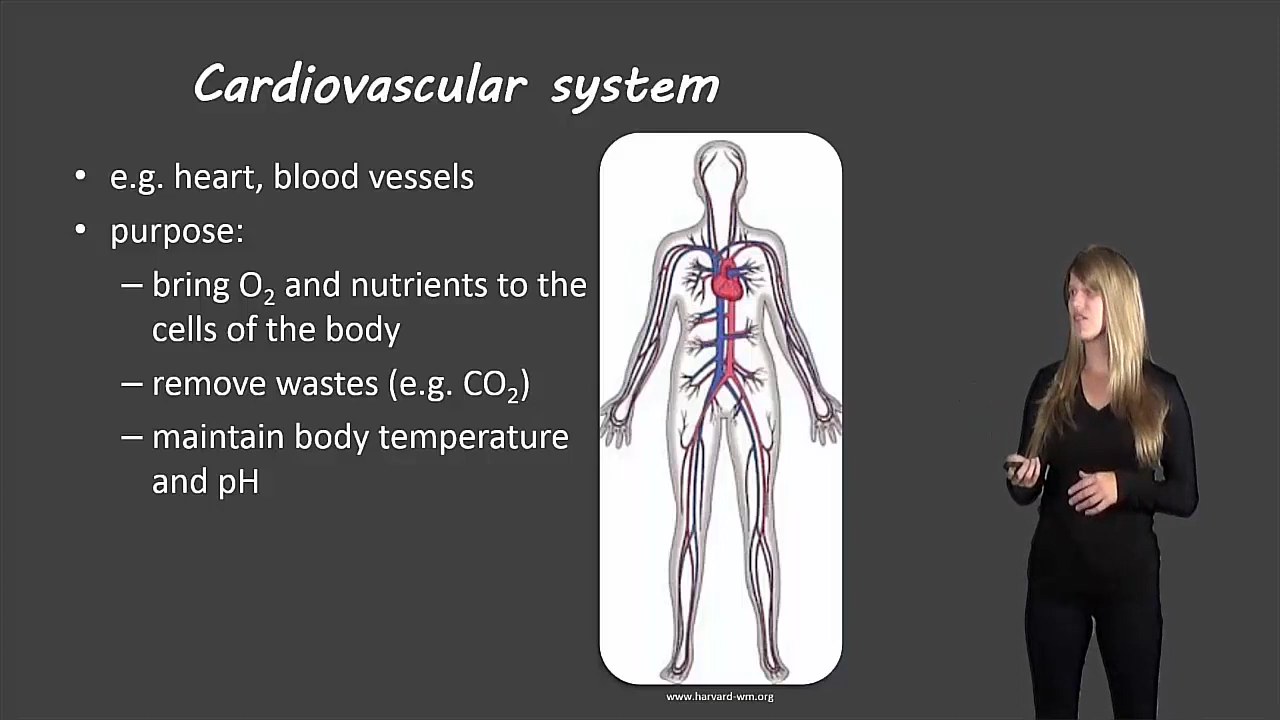 Cardiovascular system
• e.g. heart, blood vessels
• purpose:
– bring O₂ and nutrients to the
cells of the body
– remove wastes (e.g. CO₂)
– maintain body temperature
and pH
www.harvard-wm.org